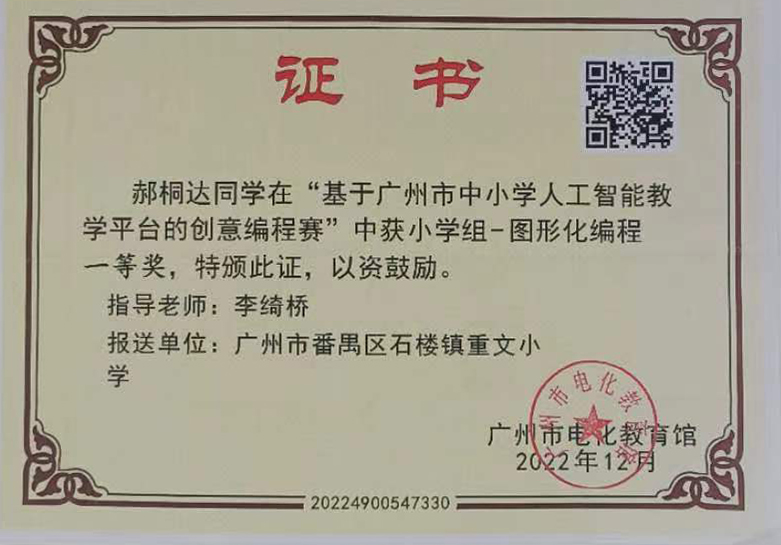 证书
郝桐达同学在“基于广州市中小学人工智能教
学平台的创意编程赛”中获小学组-图形化编程
一等奖，特颁此证，以资鼓励。
指导老师：李绮桥
报送单位：广州市番禺区石楼镇重文小
学
广州市电化教育馆
广州市电化教育馆
2022年12月
20224900547330